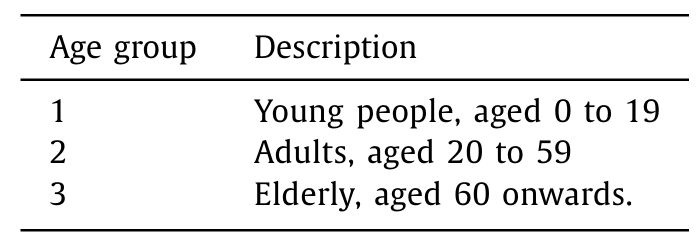 Age group Description
1 Young people, aged 0 to 19
2 Adults, aged 20 to 59
3 Elderly, aged 60 onwards.